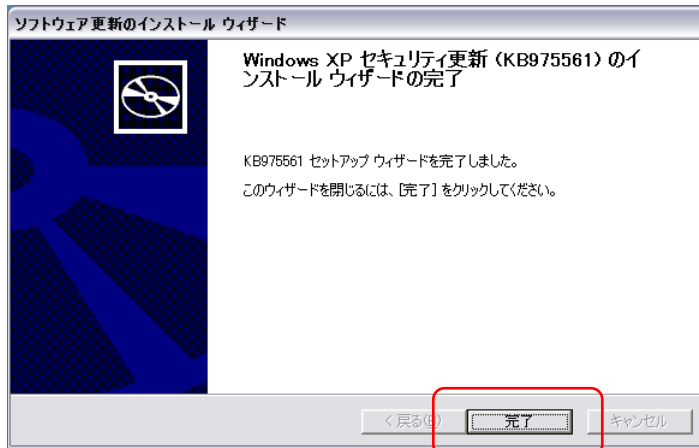 ソフトウェア更新のインストール ウィザード
Windows XP セキュリティ更新 (KB975561) のイ
ンストール ウィザードの完了
KB975561 セットアップ ウィザードを完了しました。
このウィザードを閉じるには、[完了] をクリックしてください。
< 戻る(B)
完了
キャンセル